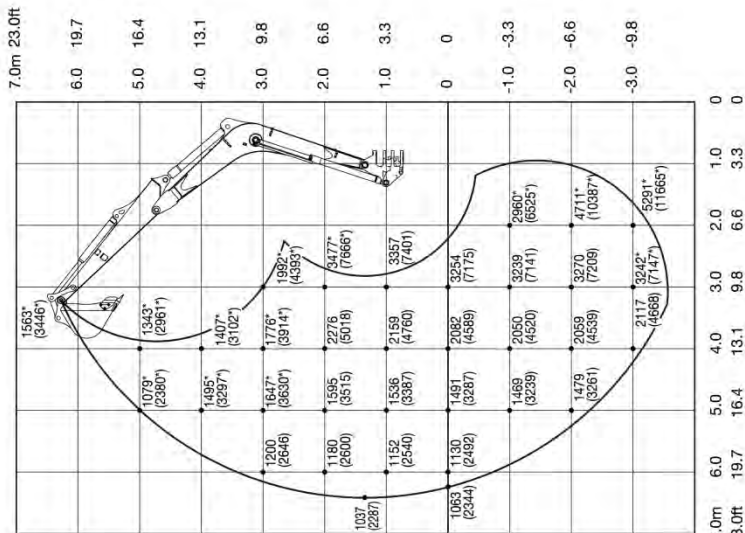 7.0m 23.0ft
1563*
(3446*)
6.0 19.7
1079* 1343* 5.0 16.4
(2380*) (2961*)
1495* 1407* 4.0 13.1
(3297*) (3102*)
1200 1647* 1776* 1992* 3.0 9.8
(2646) (3630*) (3914*) (4393*)
1180 1595 2276 3477* 2.0 6.6
(2600) (3515) (5018) (7666*)
1037
(2287)
1152 1536 2159 3357 1.0 3.3
(2540) (3387) (4760) (7401)
1130 1491 2082 3254 0 0
(2492) (3287) (4589) (7175)
1063
(2344)
1469 2050 3239 2960* -1.0 -3.3
(3239) (4520) (7141) (6525*)
1479 2059 3270 4711* -2.0 -6.6
(3261) (4539) (7209) (10387*)
2117 3242* 5291* -3.0 -9.8
(4668) (7147*) (11665*)
.0m 6.0 5.0 4.0 3.0 2.0 1.0 0
3.0ft 19.7 16.4 13.1 9.8 6.6 3.3 0